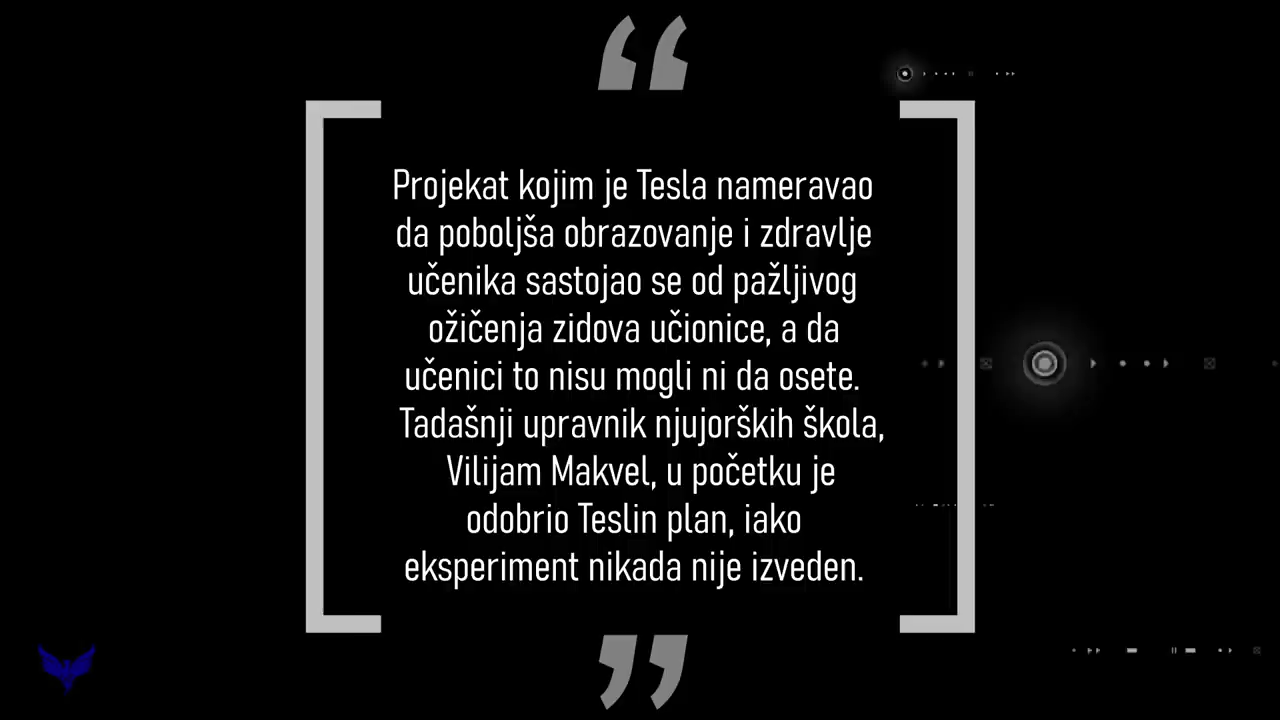 Projekat kojim je Tesla nameravao
da poboljša obrazovanje i zdravlje
učenika sastojao se od pažljivog
ožičenja zidova učionice, a da
učenici to nisu mogli ni da osete.
Tadašnji upravnik njujorških škola,
Vilijam Makvel, u početku je
odobrio Teslin plan, iako
eksperiment nikada nije izveden.